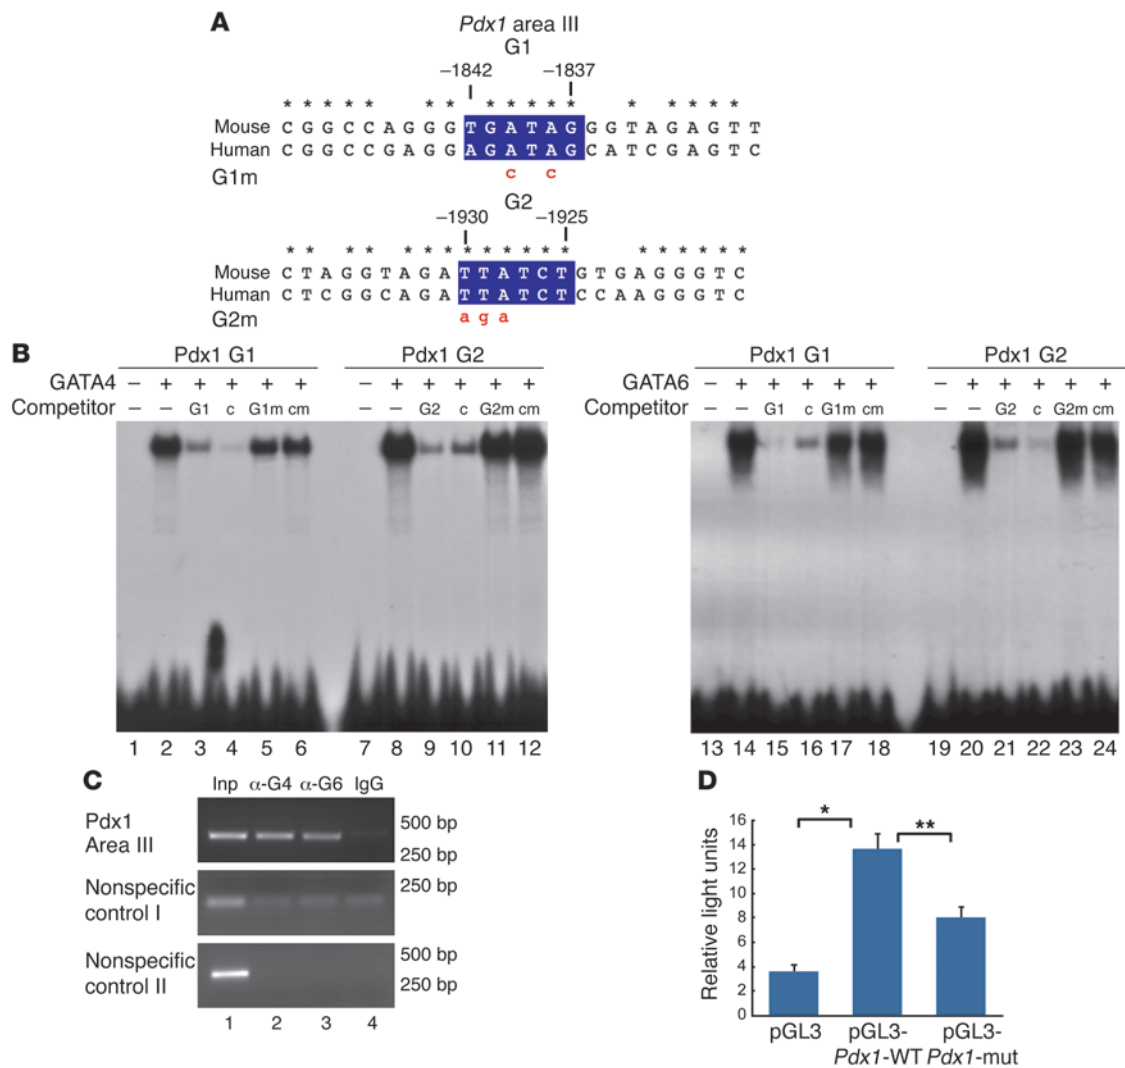 A
Pdx1 area III
G1
–1842 –1837
* * * * * * * * * * * * * * * * *
Mouse C G G C C A G G G T G A T A G G G T A G A G T T
Human C G G C C G A G G A G A T A G C A T C G A G T C
G1m c c
G2
–1930 –1925
* * * * * * * * * * * * * * * * * * *
Mouse C T A G G T A G A T T A T C T G T G A G G G T C
Human C T C G G C A G A T T A T C T C C A A G G G T C
G2m a g a
B
Pdx1 G1 Pdx1 G2 Pdx1 G1 Pdx1 G2
GATA4 – + + + + + – + + + + + GATA6 – + + + + + – + + + + +
Competitor – – G1 c G1m cm – – G2 c G2m cm Competitor – – G1 c G1m cm – – G2 c G2m cm
1 2 3 4 5 6 7 8 9 10 11 12 13 14 15 16 17 18 19 20 21 22 23 24
C
Inp α-G4 α-G6 IgG
Pdx1
Area III
500 bp
250 bp
Nonspecific
control I
250 bp
Nonspecific
control II
500 bp
250 bp
1 2 3 4
D
Relative light units
16
14
12
10
8
6
4
2
0
* **
pGL3 pGL3-Pdx1-WT pGL3-Pdx1-mut